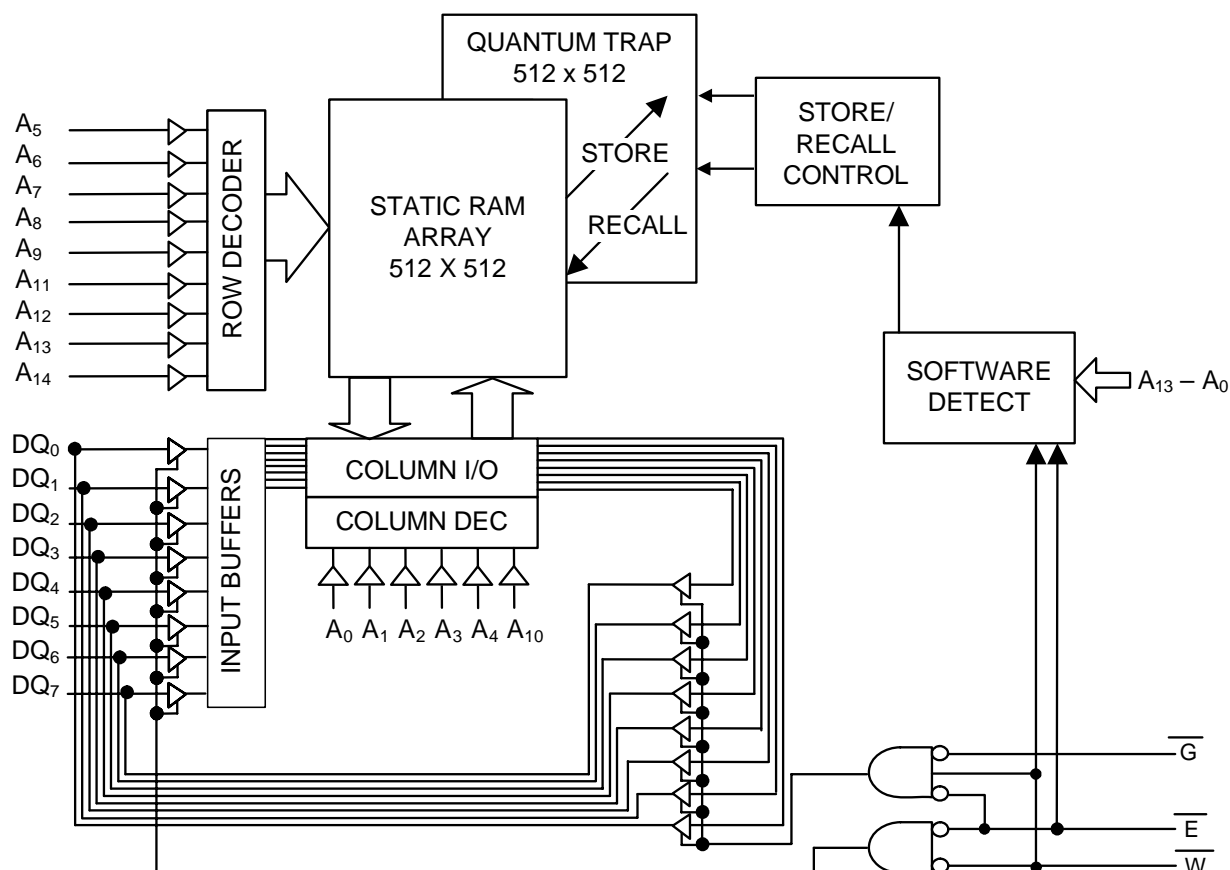 QUANTUM TRAP
512 x 512
STORE/
RECALL
CONTROL
A5
A6
A7
A8
A9
A11
A12
A13
A14
ROW DECODER
STATIC RAM
ARRAY
512 X 512
STORE
RECALL
SOFTWARE
DETECT
A13 – A0
DQ0
DQ1
DQ2
DQ3
DQ4
DQ5
DQ6
DQ7
INPUT BUFFERS
COLUMN I/O
COLUMN DEC
A0 A1 A2 A3 A4 A10
G
E
W